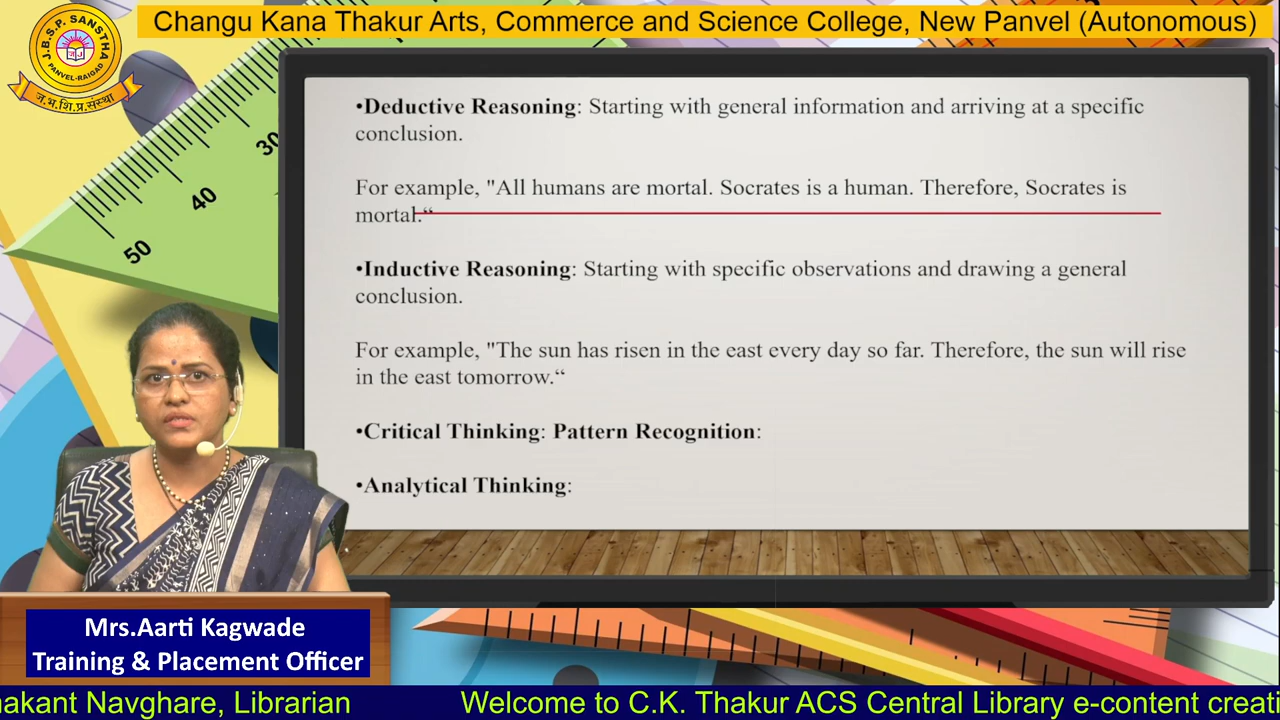 Changu Kana Thakur Arts, Commerce and Science College, New Panvel (Autonomous)
J.B.S.P. SANSTHA
PANVEL-RAIGAD
ज.भ.शि.प्र.संस्था
30
40
50
•Deductive Reasoning: Starting with general information and arriving at a specific
conclusion.
For example, "All humans are mortal. Socrates is a human. Therefore, Socrates is
mortal.“
•Inductive Reasoning: Starting with specific observations and drawing a general
conclusion.
For example, "The sun has risen in the east every day so far. Therefore, the sun will rise
in the east tomorrow.“
•Critical Thinking: Pattern Recognition:
•Analytical Thinking:
Mrs.Aarti Kagwade
Training & Placement Officer
Navghare, Librarian Welcome to C.K. Thakur ACS Central Library e-content